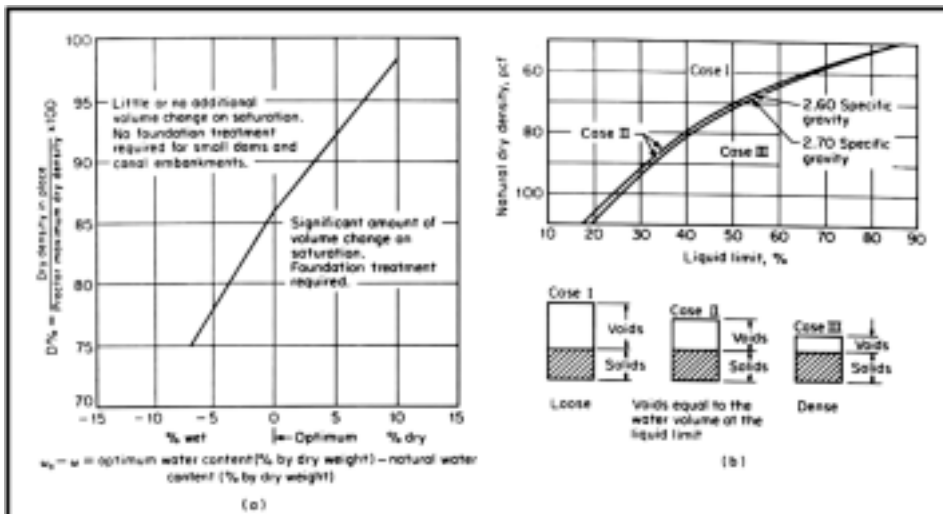 100
95
90
85
80
75
70
D% = Dry density in place / Proctor maximum dry density x100
Little or no additional
volume change on saturation.
No foundation treatment
required for small dams and
canal embankments.
Significant amount of
volume change on
saturation.
Foundation treatment
required.
-15 -10 -5 0 5 10 15
% wet Optimum % dry
- w = optimum water content (% by dry weight) - natural water
content (% by dry weight)
(a)
(b)
Natural dry density, pcf
60
80
100
Case I
Case II
Case III
2.60 Specific
gravity
2.70 Specific
gravity
10 20 30 40 50 60 70 80 90
Liquid limit, %
Case I
Voids
Solids
Loose
Case II
Voids
Solids
Voids equal to the
water volume at the
liquid limit
Case III
Voids
Solids
Dense
(b)